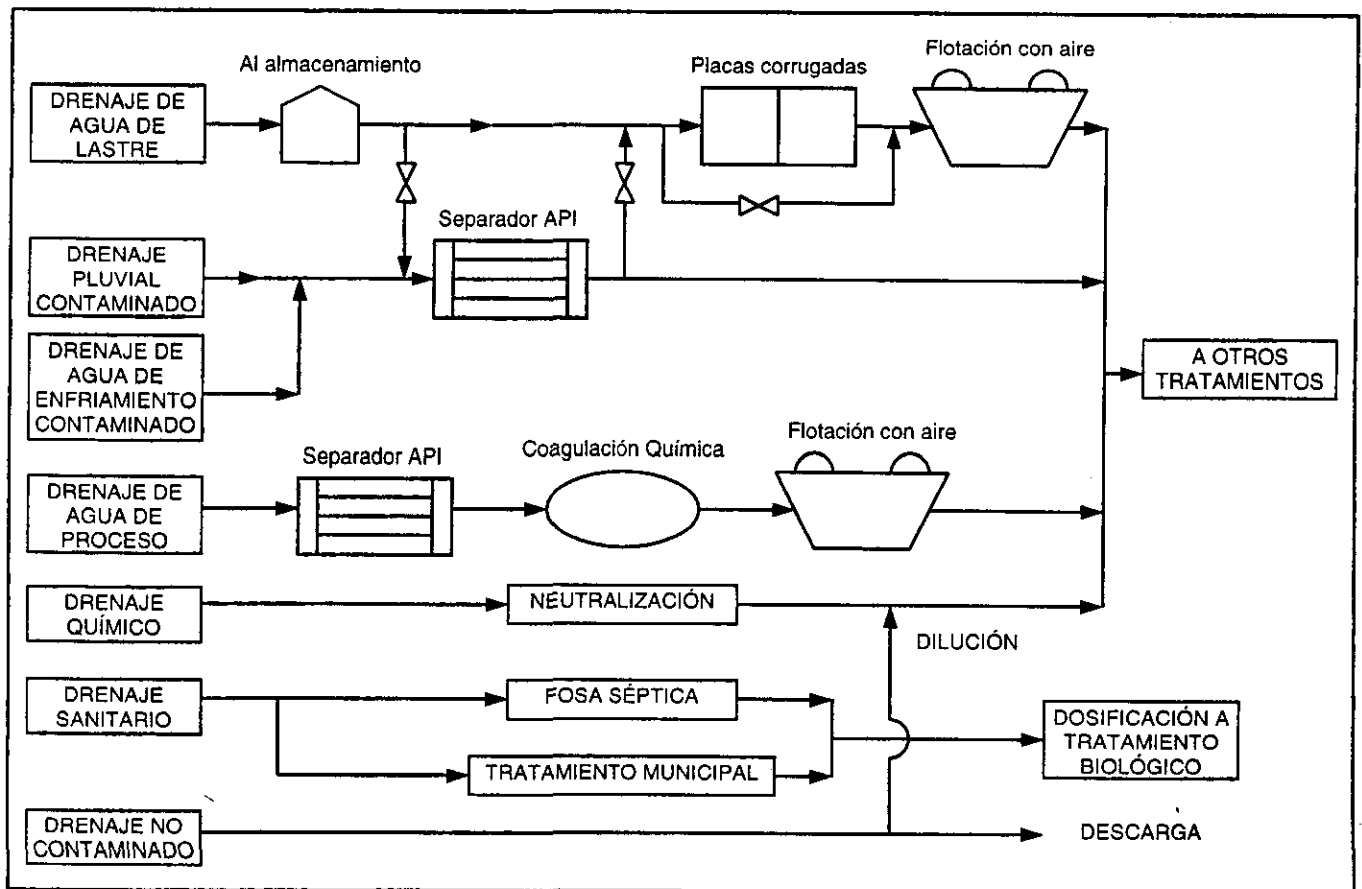 Flotación con aire
Al almacenamiento
Placas corrugadas
DRENAJE DE
AGUA DE
LASTRE
Separador API
DRENAJE
PLUVIAL
CONTAMINADO
DRENAJE DE
AGUA DE
ENFRIAMIENTO
CONTAMINADO
A OTROS
TRATAMIENTOS
Separador API
Coagulación Química
Flotación con aire
DRENAJE DE
AGUA DE
PROCESO
DRENAJE
QUÍMICO
NEUTRALIZACIÓN
DILUCIÓN
DRENAJE
SANITARIO
FOSA SÉPTICA
TRATAMIENTO MUNICIPAL
DOSIFICACIÓN A
TRATAMIENTO
BIOLÓGICO
DRENAJE NO
CONTAMINADO
DESCARGA